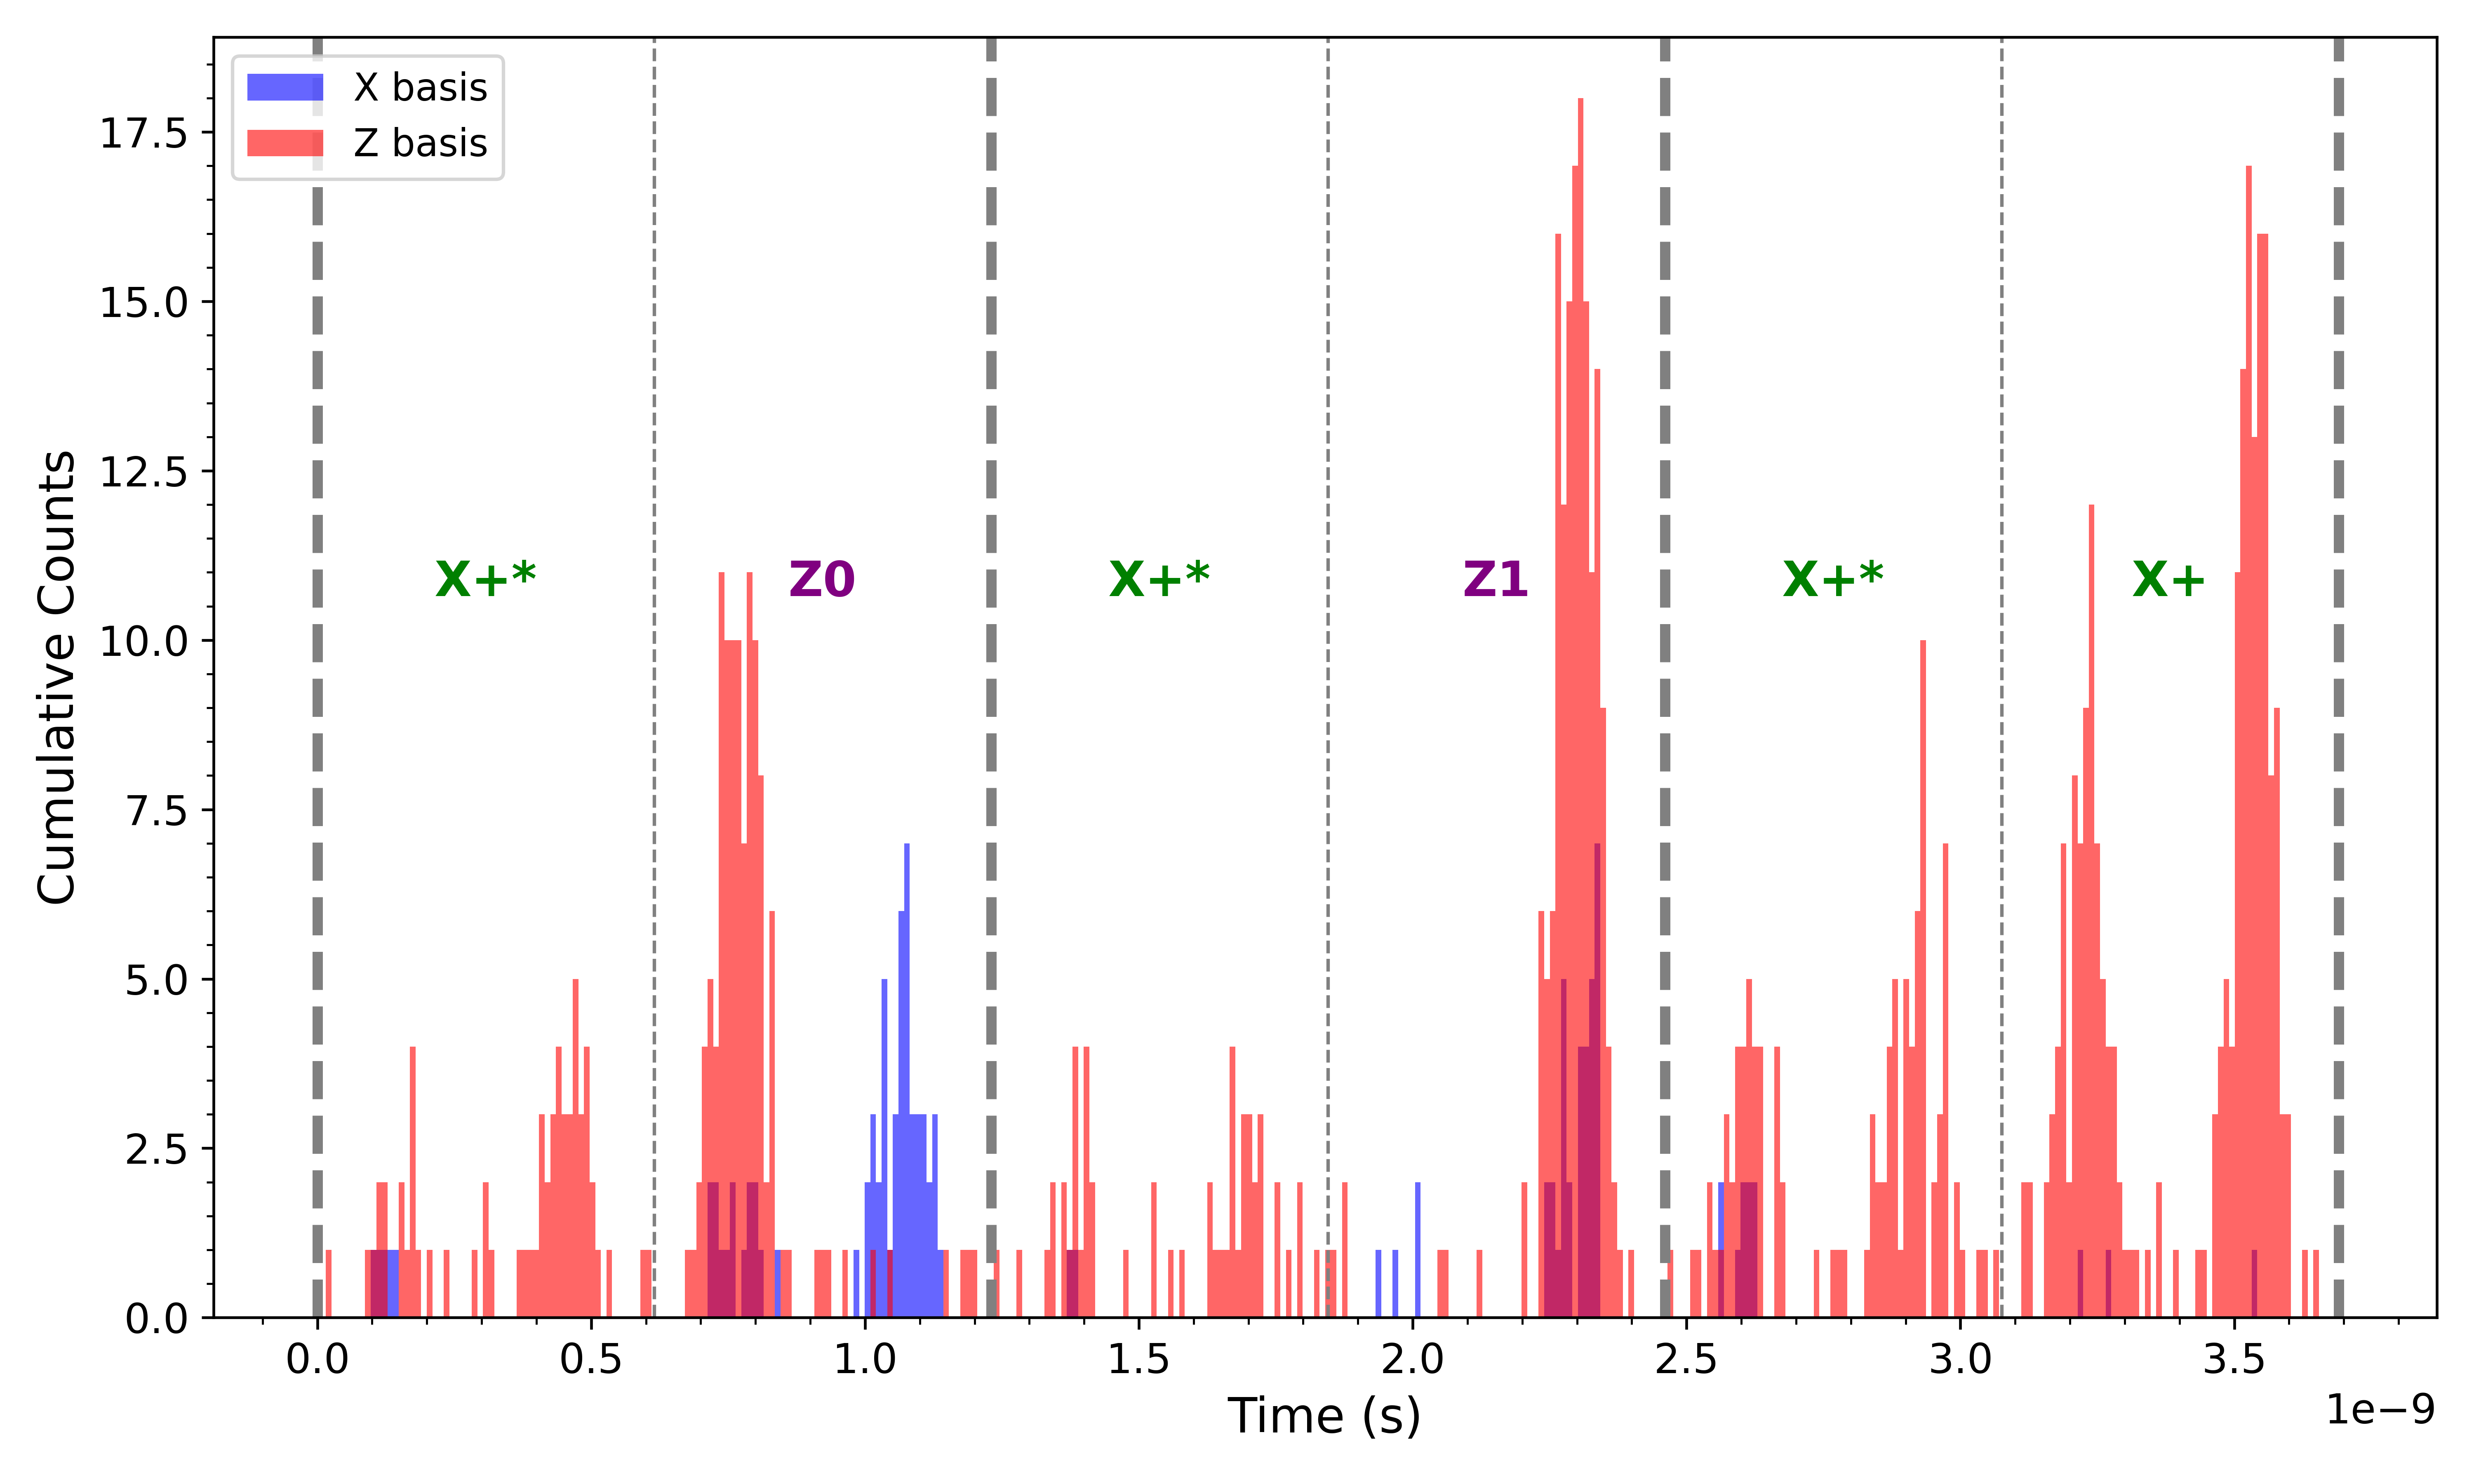 X basis
Z basis
17.5
15.0
12.5
10.0
7.5
5.0
2.5
0.0
Cumulative Counts
X+* Z0 X+* Z1 X+* X+
0.0 0.5 1.0 1.5 2.0 2.5 3.0 3.5
Time (s)
1e−9